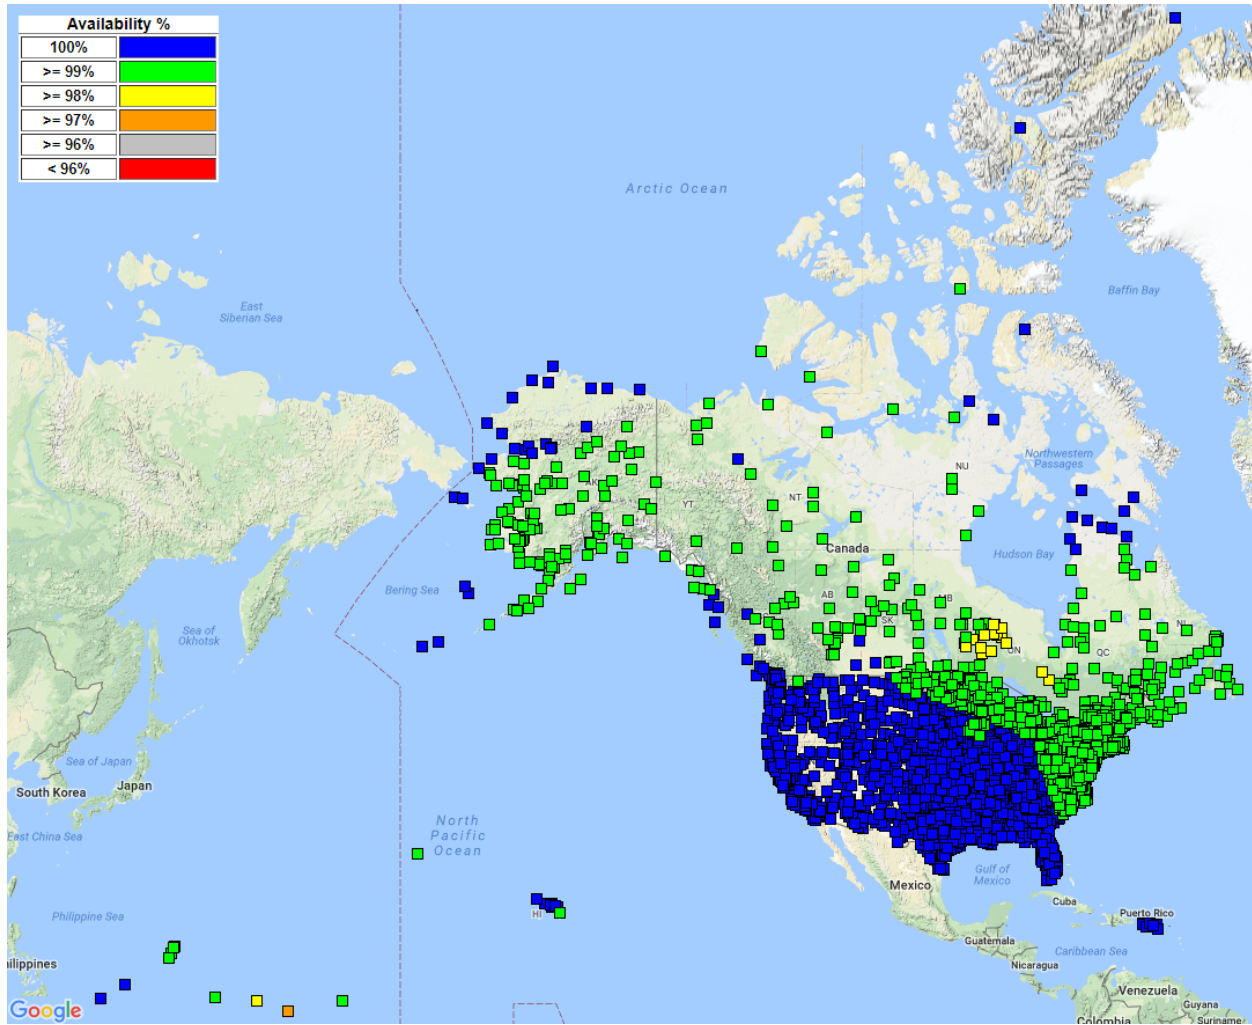 Availability %
100%
>= 99%
>= 98%
>= 97%
>= 96%
< 96%
Arctic Ocean
East
Siberian Sea
Baffin Bay
Northwestern
Passages
NU
AK
YT
NT
Canada
Hudson Bay
Bering Sea
AB
MB
SK
NL
Sea of
Okhotsk
ON
QC
Sea of Japan
South Korea
Japan
East China Sea
North
Pacific
Ocean
Gulf of
Mexico
Mexico
Cuba
HI
Puerto Rico
Philippine Sea
Guatemala
Caribbean Sea
Nicaragua
ilippines
Venezuela
Guyana
Google
Colombia
Suriname